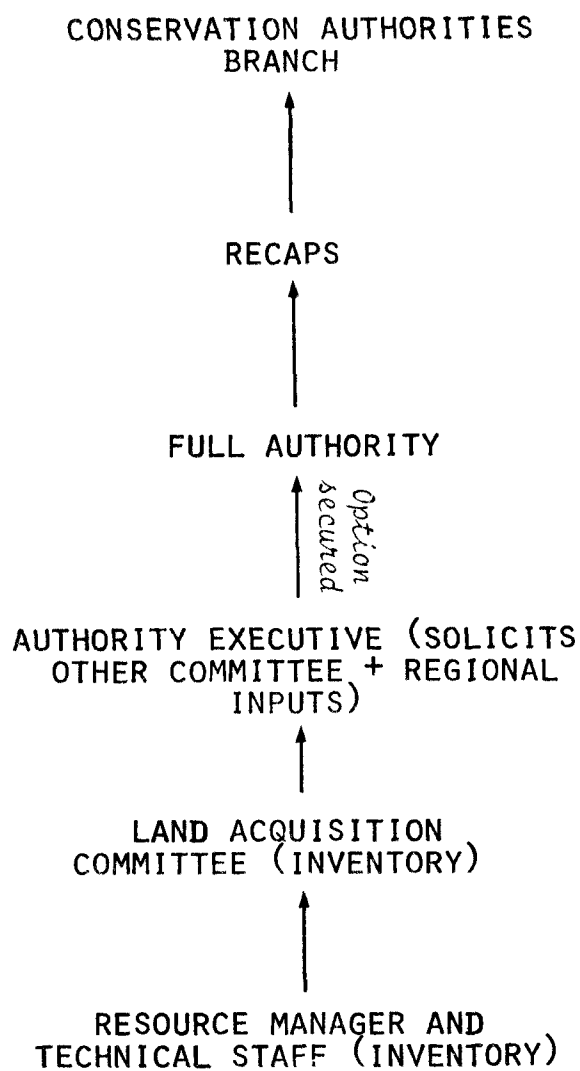 CONSERVATION AUTHORITIES
BRANCH
RECAPS
FULL AUTHORITY
Option
secured
AUTHORITY EXECUTIVE (SOLICITS
OTHER COMMITTEE + REGIONAL
INPUTS)
LAND ACQUISITION
COMMITTEE (INVENTORY)
RESOURCE MANAGER AND
TECHNICAL STAFF (INVENTORY)